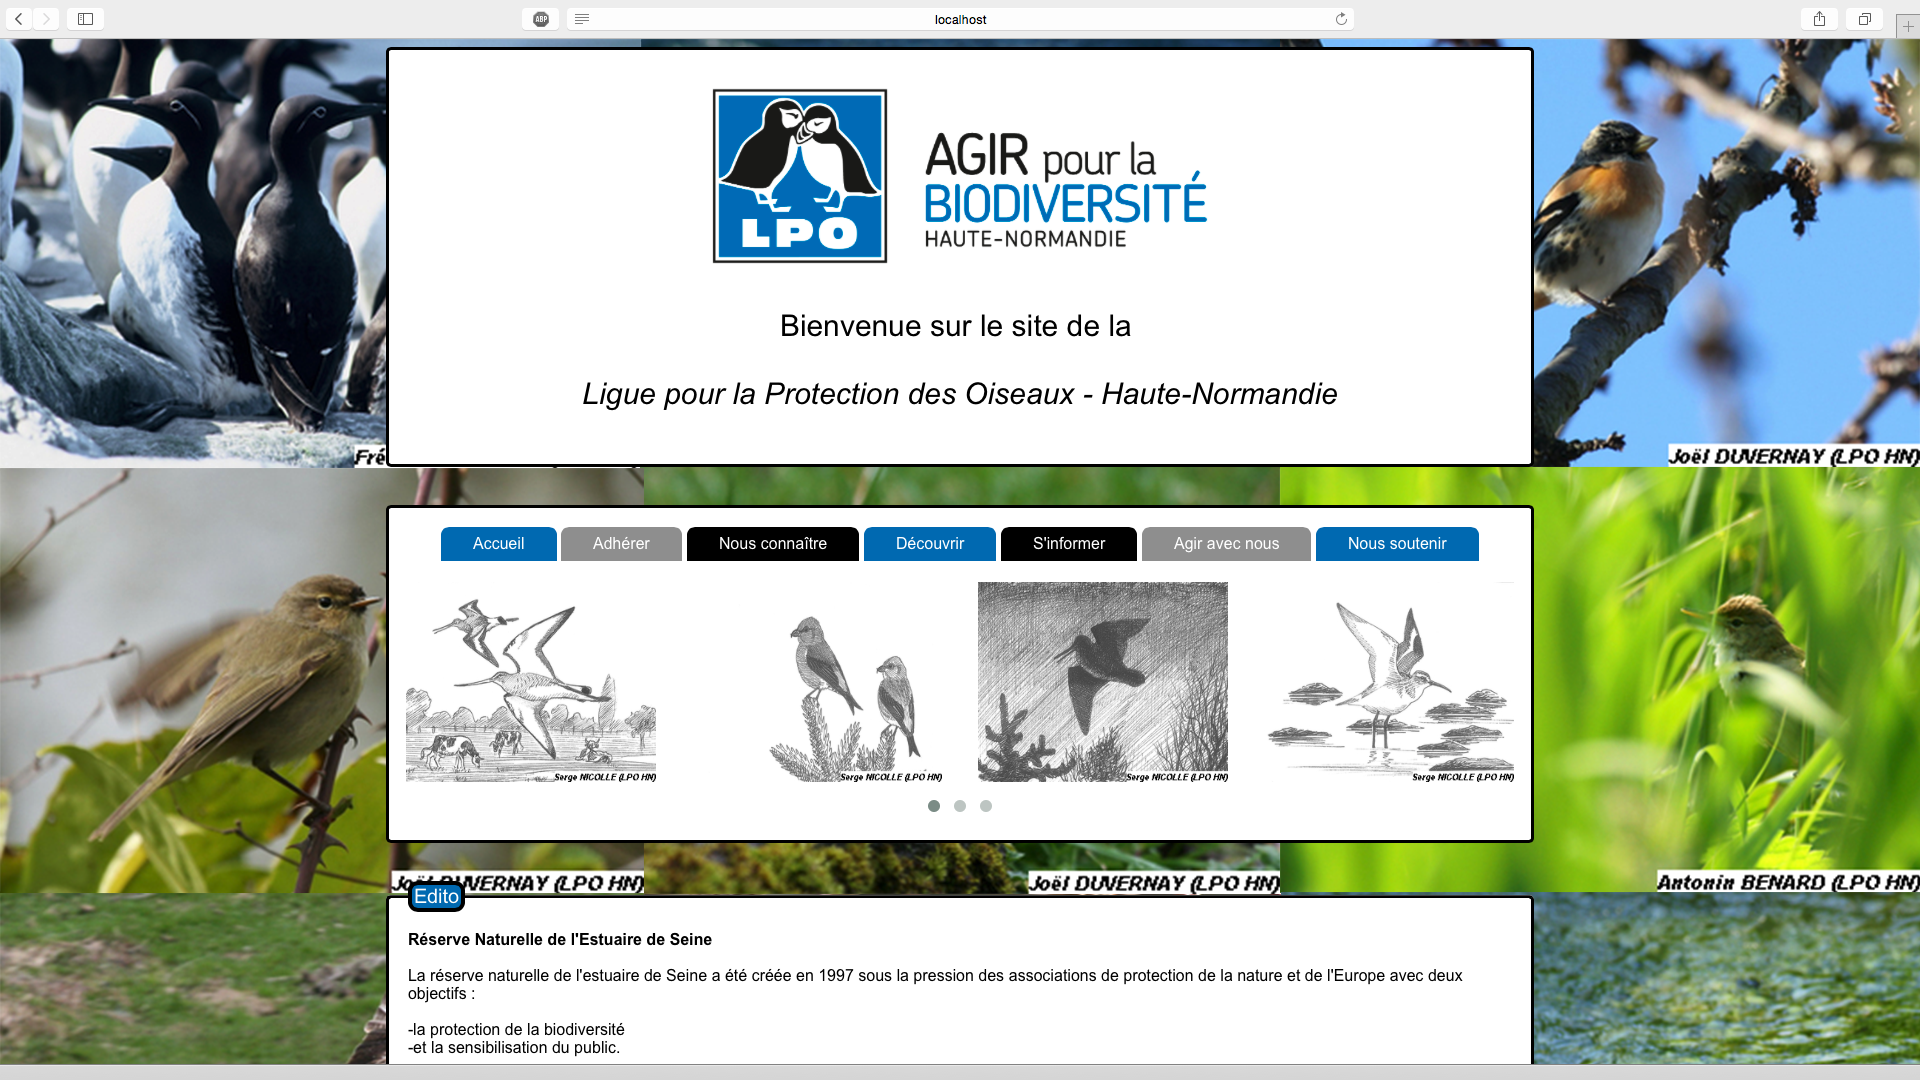 ABP
localhost
LPO
AGIR pour la
BIODIVERSITÉ
HAUTE-NORMANDIE
Bienvenue sur le site de la
Ligue pour la Protection des Oiseaux - Haute-Normandie
Fré
Joël DUVERNAY (LPO HN)
Accueil
Adhérer
Nous connaître
Découvrir
S'informer
Agir avec nous
Nous soutenir
Serge NICOLLE (LPO HN)
Serge NICOLLE (LPO HN)
Serge NICOLLE (LPO HN)
Serge NICOLLE (LPO HN)
Joël DUVERNAY (LPO HN)
Joël DUVERNAY (LPO HN)
Antonin BENARD (LPO HN)
Edito
Réserve Naturelle de l'Estuaire de Seine
La réserve naturelle de l'estuaire de Seine a été créée en 1997 sous la pression des associations de protection de la nature et de l'Europe avec deux
objectifs :
-la protection de la biodiversité
-et la sensibilisation du public.